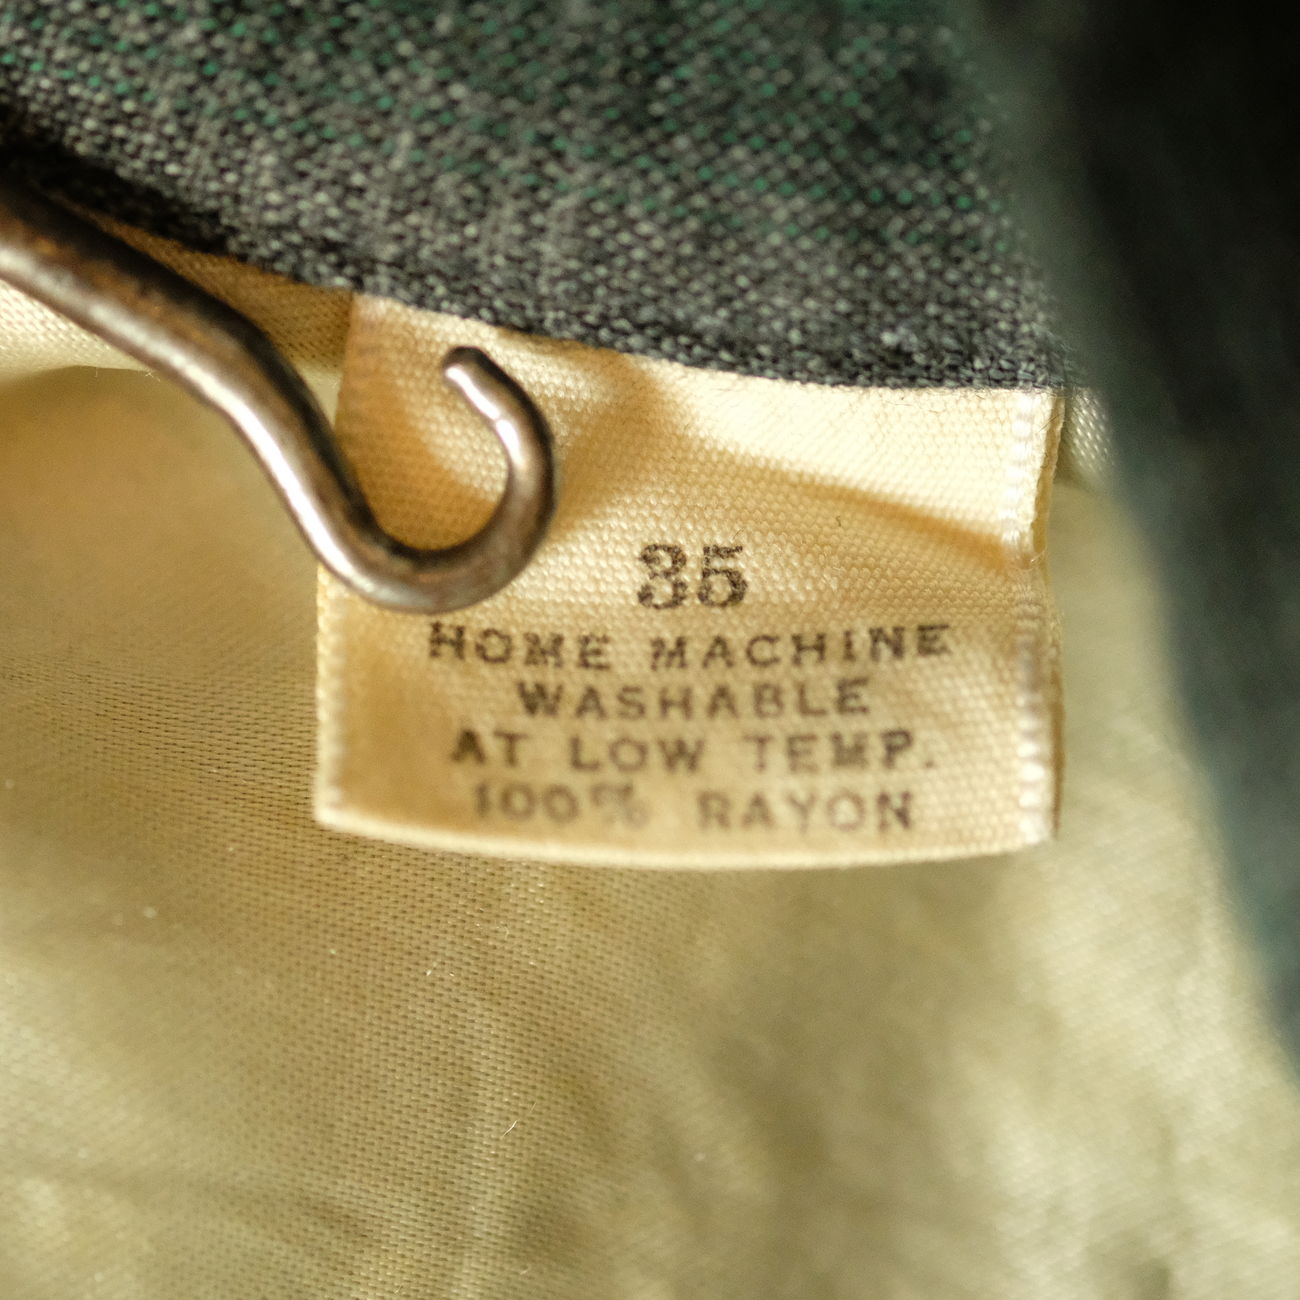 35
HOME MACHINE
WASHABLE
AT LOW TEMP.
100% RAYON